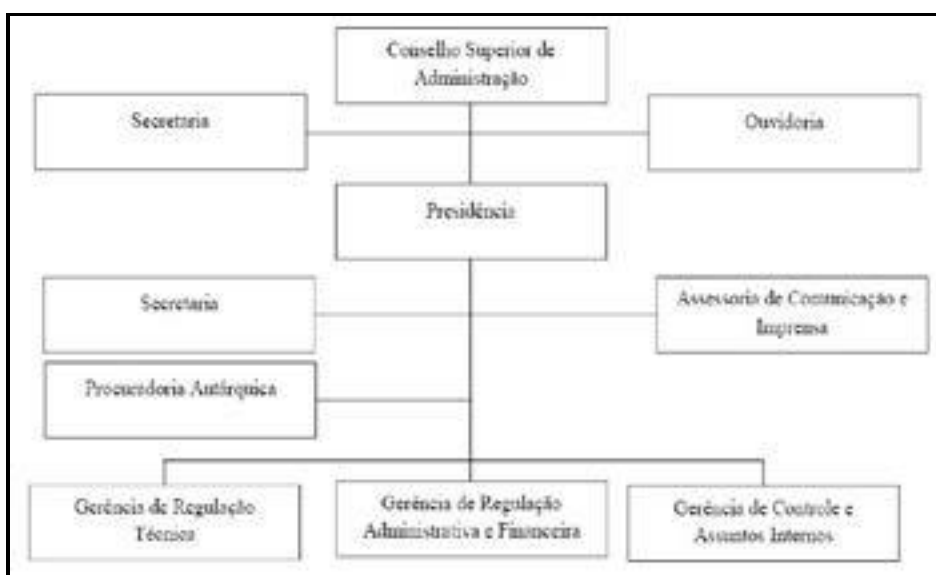 Conselho Superior de
Administração
Secretaria
Ouvidoria
Presidência
Secretaria
Assessoria de Comunicação e
Imprensa
Procuradoria Autárquica
Gerência de Regulação
Técnica
Gerência de Regulação
Administrativa e Financeira
Gerência de Controle e
Assuntos Internos